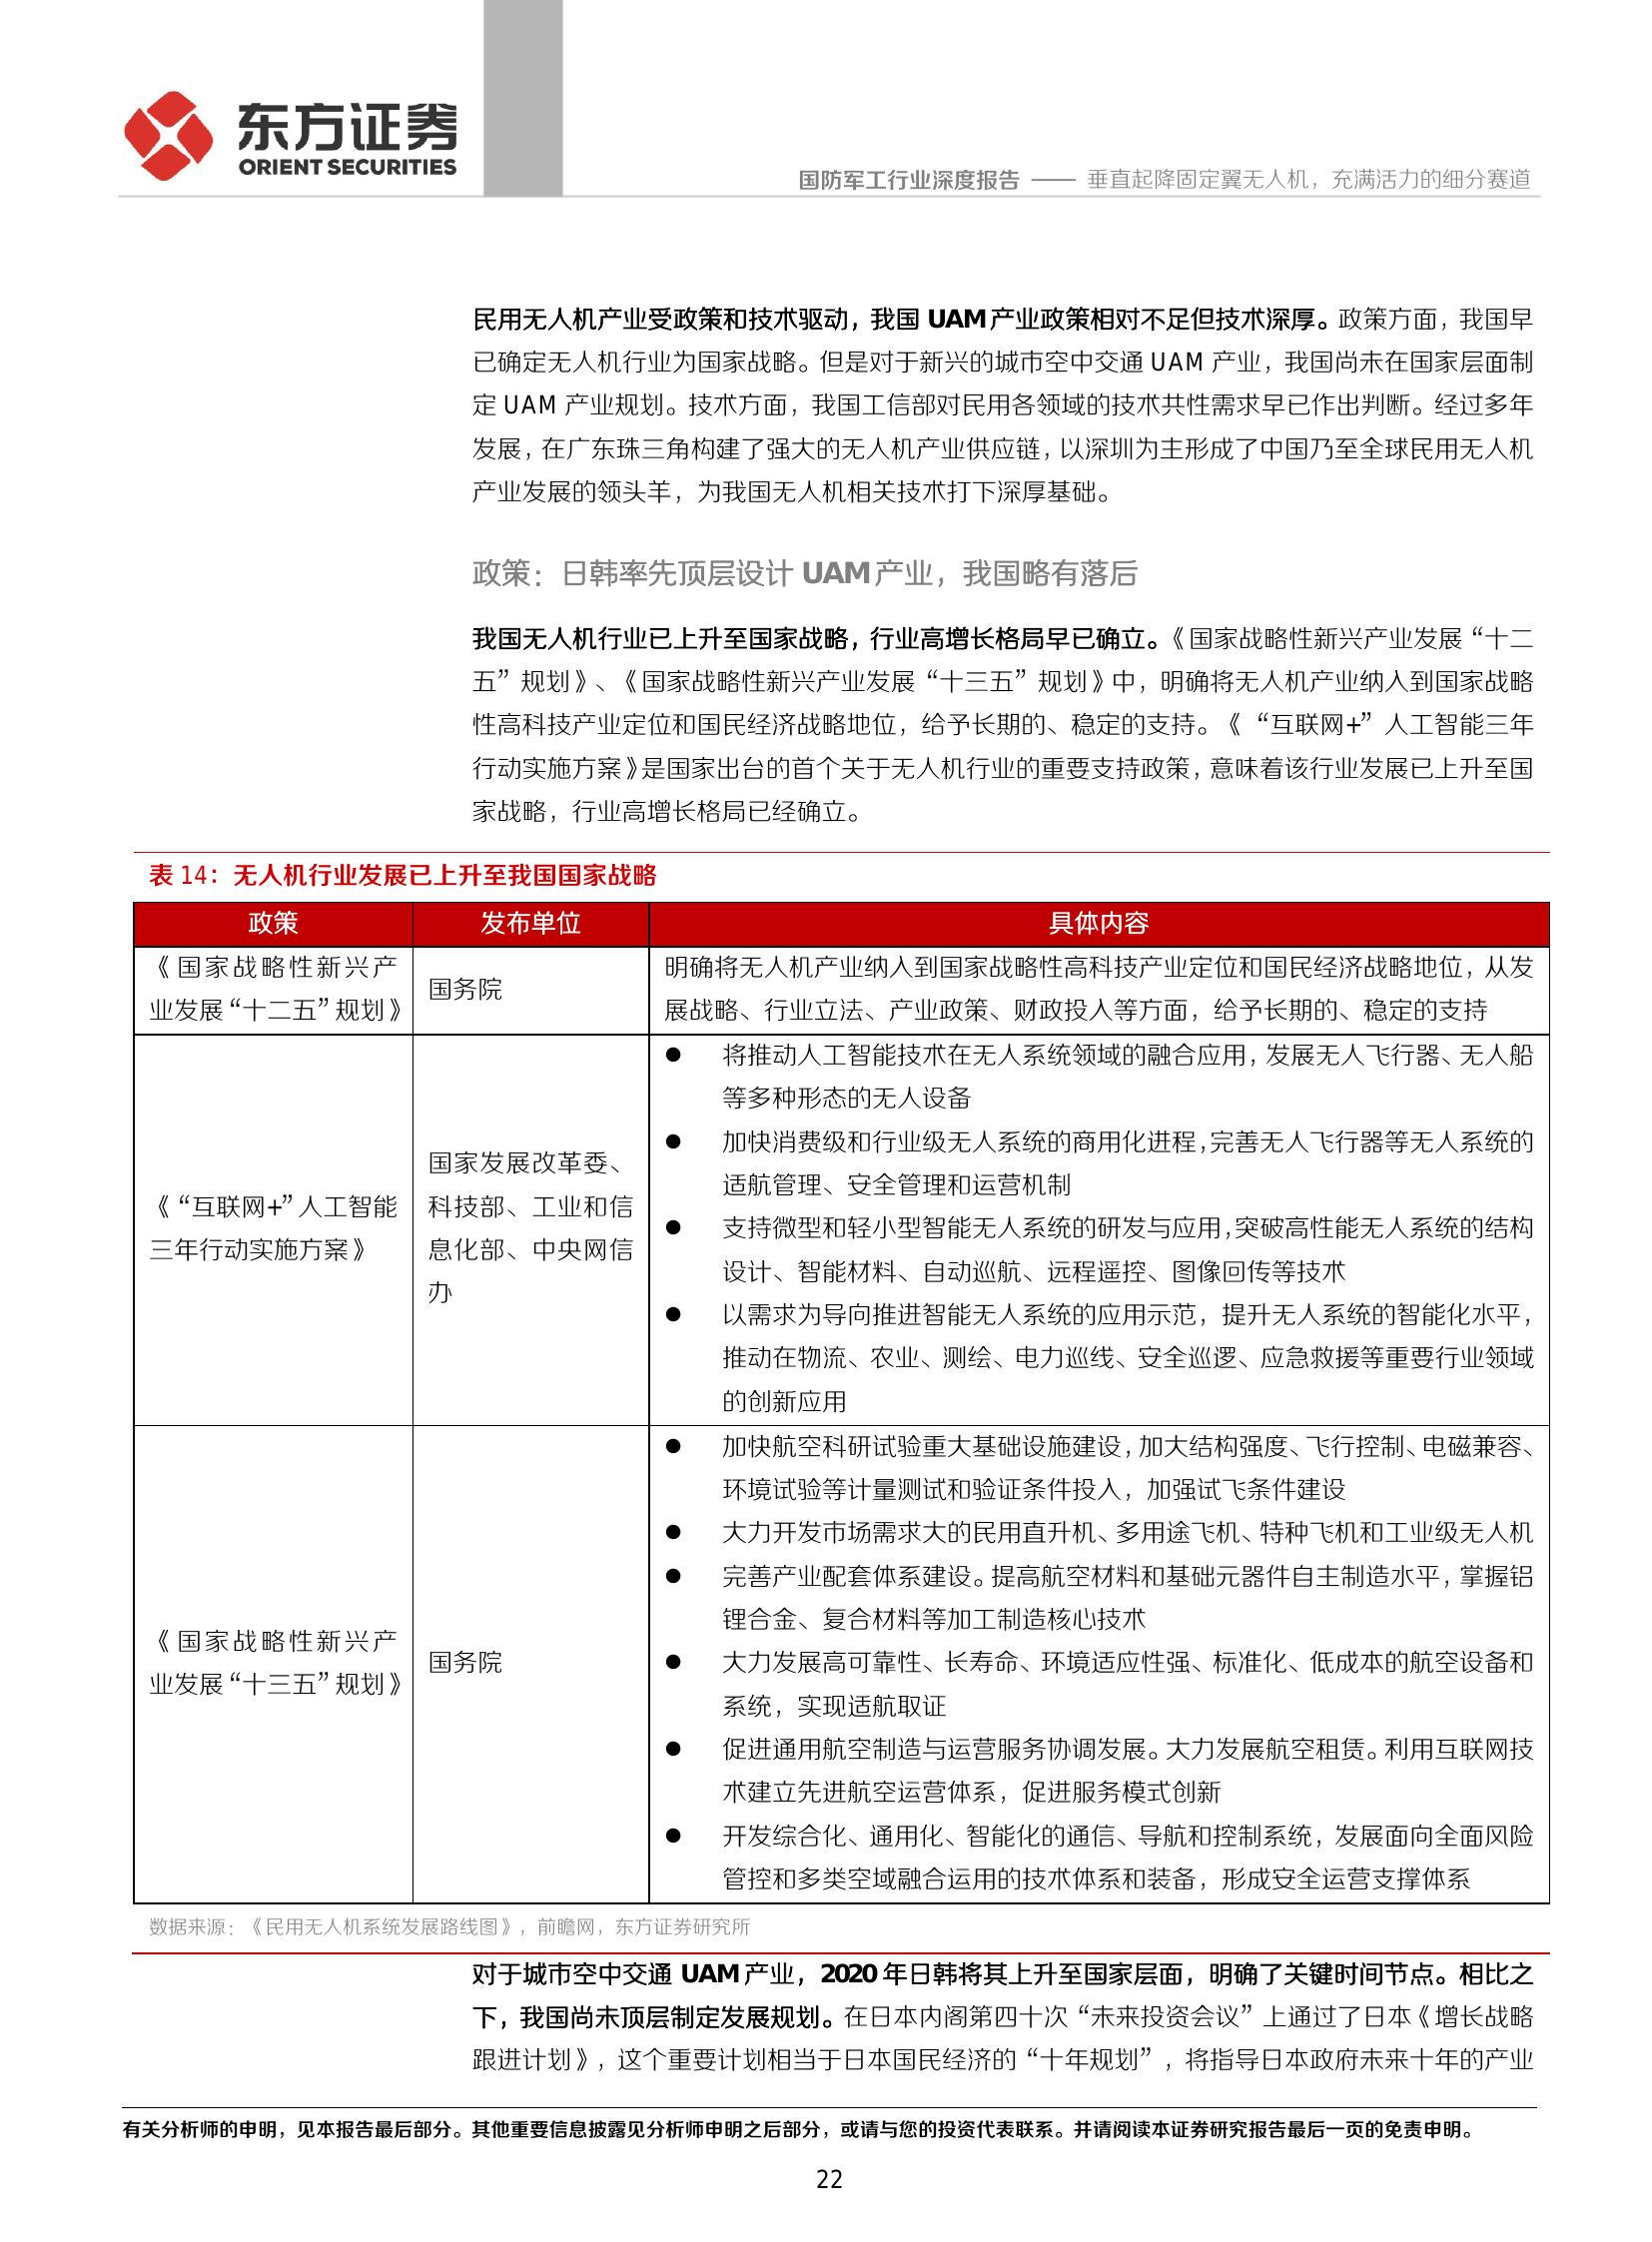 东方证券
ORIENT SECURITIES
国防军工行业深度报告 —— 垂直起降固定翼无人机，充满活力的细分赛道
民用无人机产业受政策和技术驱动，我国 UAM 产业政策相对不足但技术深厚。政策方面，我国早
已确定无人机行业为国家战略。但是对于新兴的城市空中交通 UAM 产业，我国尚未在国家层面制
定 UAM 产业规划。技术方面，我国工信部对民用各领域的技术共性需求早已作出判断。经过多年
发展，在广东珠三角构建了强大的无人机产业供应链，以深圳为主形成了中国乃至全球民用无人机
产业发展的领头羊，为我国无人机相关技术打下深厚基础。
政策：日韩率先顶层设计 UAM 产业，我国略有落后
我国无人机行业已上升至国家战略，行业高增长格局早已确立。《国家战略性新兴产业发展“十二
五”规划》、《国家战略性新兴产业发展“十三五”规划》中，明确将无人机产业纳入到国家战略
性高科技产业定位和国民经济战略地位，给予长期的、稳定的支持。《“互联网+”人工智能三年
行动实施方案》是国家出台的首个关于无人机行业的重要支持政策，意味着该行业发展已上升至国
家战略，行业高增长格局已经确立。
表 14：无人机行业发展已上升至我国国家战略
政策 发布单位 具体内容
《国家战略性新兴产
业发展“十二五”规划》
国务院
明确将无人机产业纳入到国家战略性高科技产业定位和国民经济战略地位，从发
展战略、行业立法、产业政策、财政投入等方面，给予长期的、稳定的支持
《“互联网+”人工智能
三年行动实施方案》
国家发展改革委、
科技部、工业和信
息化部、中央网信
办
● 将推动人工智能技术在无人系统领域的融合应用，发展无人飞行器、无人船
等多种形态的无人设备
● 加快消费级和行业级无人系统的商用化进程，完善无人飞行器等无人系统的
适航管理、安全管理和运营机制
● 支持微型和轻小型智能无人系统的研发与应用，突破高性能无人系统的结构
设计、智能材料、自动巡航、远程遥控、图像回传等技术
● 以需求为导向推进智能无人系统的应用示范，提升无人系统的智能化水平，
推动在物流、农业、测绘、电力巡线、安全巡逻、应急救援等重要行业领域
的创新应用
《国家战略性新兴产
业发展“十三五”规划》
国务院
● 加快航空科研试验重大基础设施建设，加大结构强度、飞行控制、电磁兼容、
环境试验等计量测试和验证条件投入，加强试飞条件建设
● 大力开发市场需求大的民用直升机、多用途飞机、特种飞机和工业级无人机
● 完善产业配套体系建设。提高航空材料和基础元器件自主制造水平，掌握铝
锂合金、复合材料等加工制造核心技术
● 大力发展高可靠性、长寿命、环境适应性强、标准化、低成本的航空设备和
系统，实现适航取证
● 促进通用航空制造与运营服务协调发展。大力发展航空租赁。利用互联网技
术建立先进航空运营体系，促进服务模式创新
● 开发综合化、通用化、智能化的通信、导航和控制系统，发展面向全面风险
管控和多类空域融合运用的技术体系和装备，形成安全运营支撑体系
数据来源：《民用无人机系统发展路线图》，前瞻网，东方证券研究所
对于城市空中交通 UAM 产业，2020 年日韩将其上升至国家层面，明确了关键时间节点。相比之
下，我国尚未顶层制定发展规划。在日本内阁第四十次“未来投资会议”上通过了日本《增长战略
跟进计划》，这个重要计划相当于日本国民经济的“十年规划”，将指导日本政府未来十年的产业
有关分析师的申明，见本报告最后部分。其他重要信息披露见分析师申明之后部分，或请与您的投资代表联系。并请阅读本证券研究报告最后一页的免责申明。
22